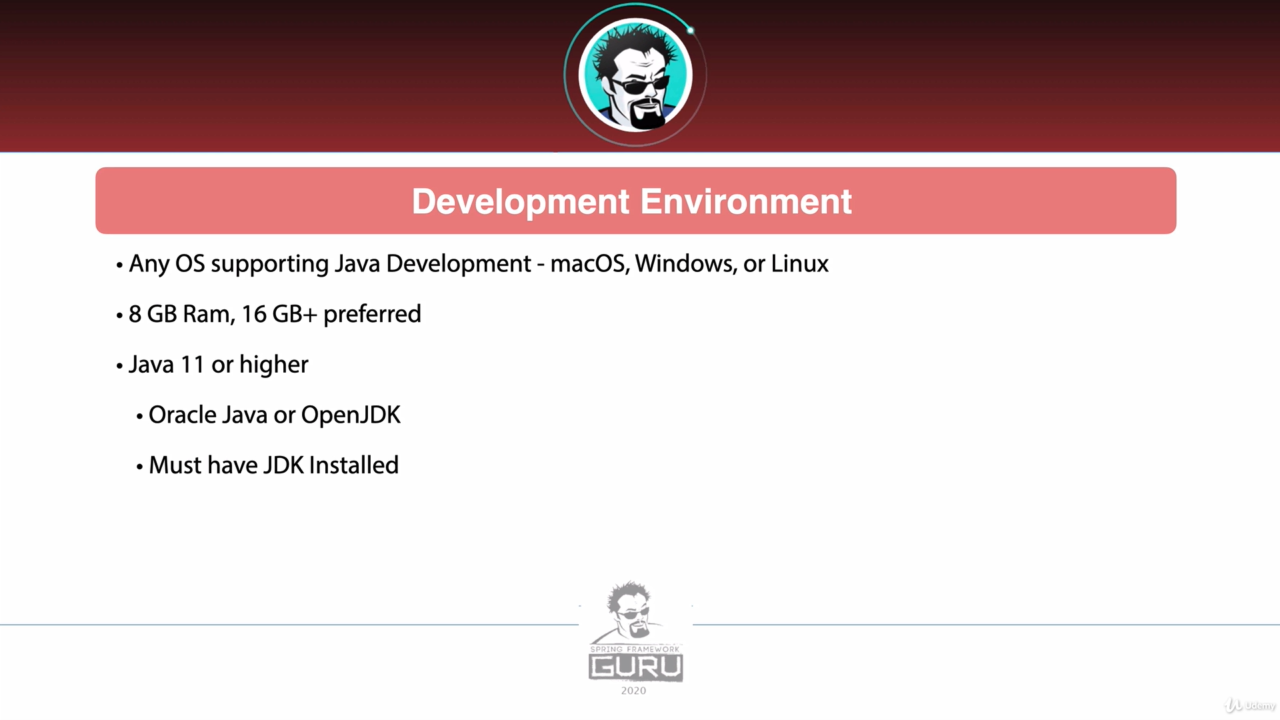 Development Environment
• Any OS supporting Java Development - macOS, Windows, or Linux
• 8 GB Ram, 16 GB+ preferred
• Java 11 or higher
• Oracle Java or OpenJDK
• Must have JDK Installed
SPRING FRAMEWORK
GURU
2020
Udemy